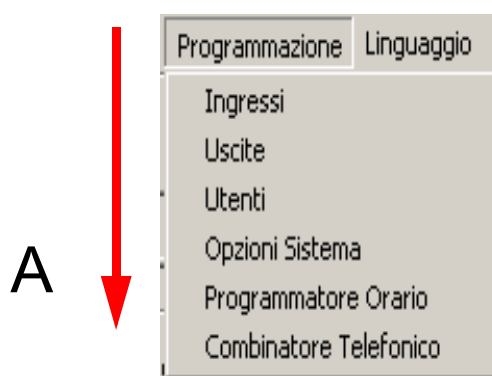 Programmazione Linguaggio
Ingressi
Uscite
Utenti
Opzioni Sistema
A
Programmatore Orario
Combinatore Telefonico